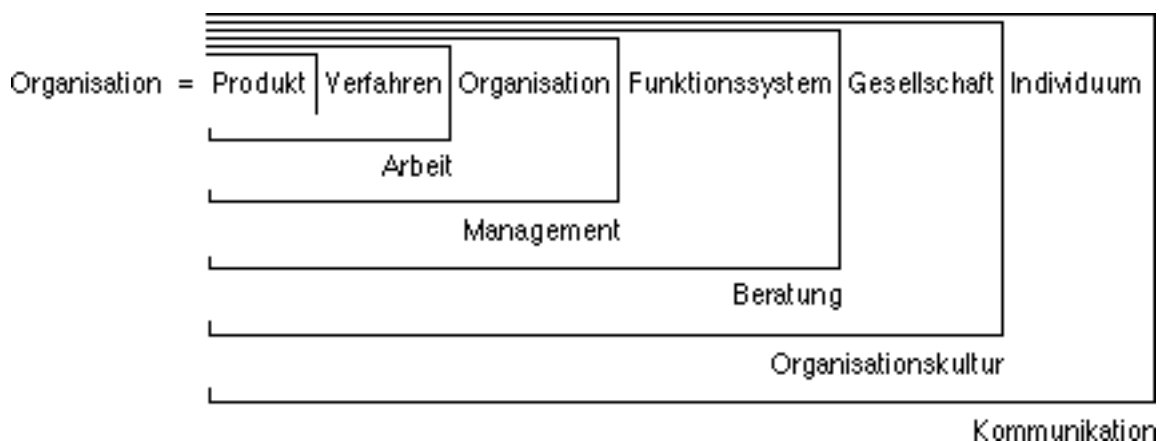 Organisation = Produkt Verfahren Organisation Funktionssystem Gesellschaft Individuum
Arbeit
Management
Beratung
Organisationskultur
Kommunikation